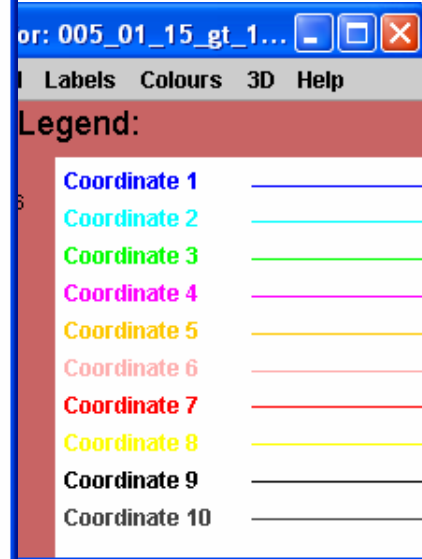 or: 005_01_15_gt_1...
Labels Colours 3D Help
Legend:
6
Coordinate 1
Coordinate 2
Coordinate 3
Coordinate 4
Coordinate 5
Coordinate 6
Coordinate 7
Coordinate 8
Coordinate 9
Coordinate 10